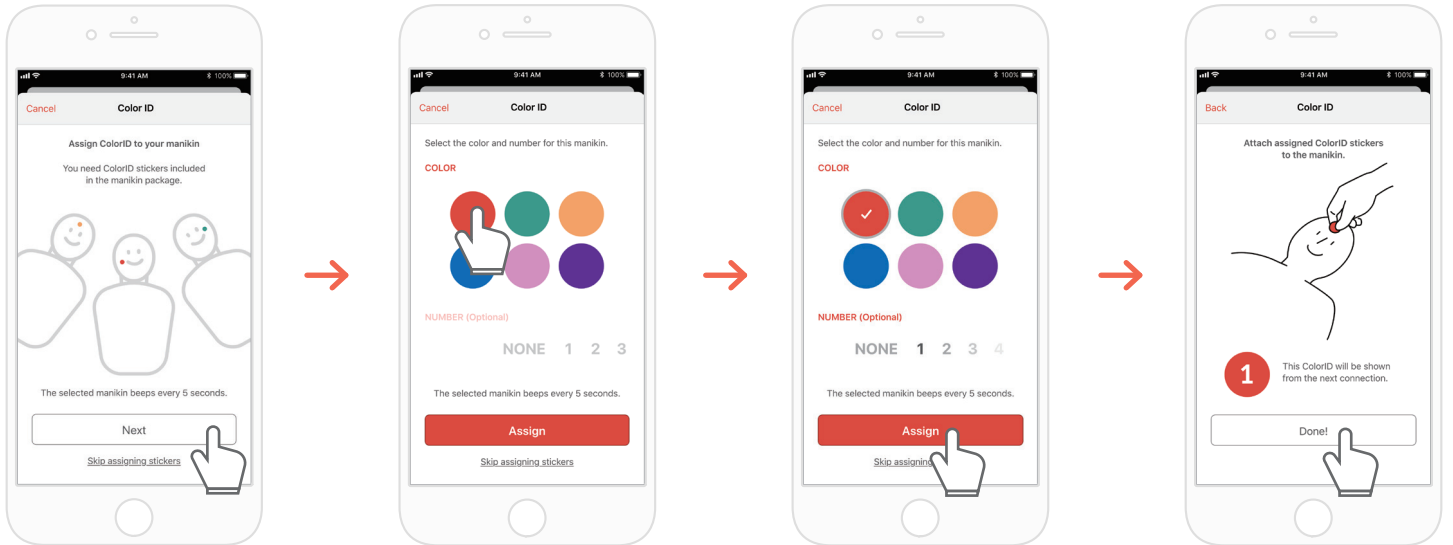 9:41 AM 100%
Cancel Color ID
Assign ColorID to your manikin
You need ColorID stickers included
in the manikin package.
The selected manikin beeps every 5 seconds.
Next
Skip assigning stickers
9:41 AM 100%
Cancel Color ID
Select the color and number for this manikin.
COLOR
NUMBER (Optional)
NONE 1 2 3
The selected manikin beeps every 5 seconds.
Assign
Skip assigning stickers
9:41 AM 100%
Cancel Color ID
Select the color and number for this manikin.
COLOR
NUMBER (Optional)
NONE 1 2 3 4
The selected manikin beeps every 5 seconds.
Assign
Skip assigning
9:41 AM 100%
Back Color ID
Attach assigned ColorID stickers
to the manikin.
1
This ColorID will be shown
from the next connection.
Done!